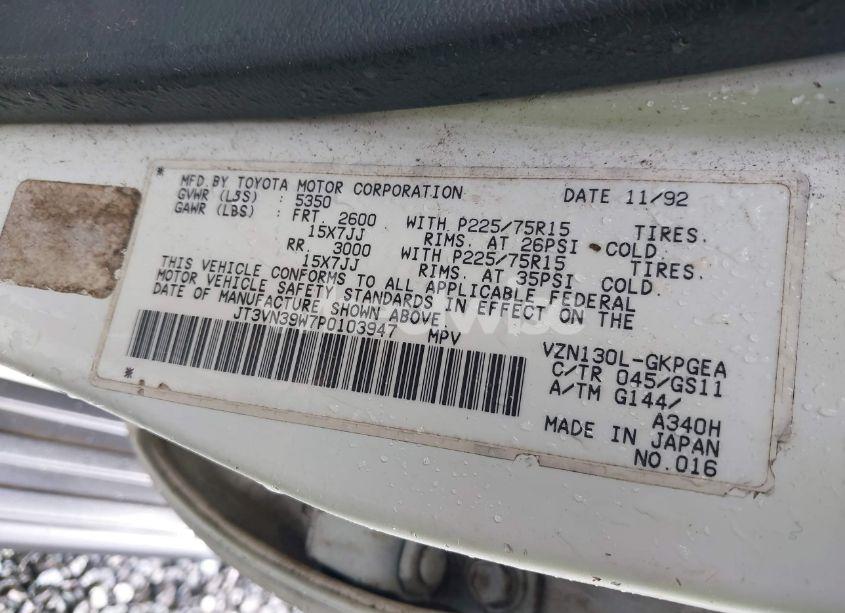 * MFD.BY TOYOTA MOTOR CORPORATION DATE 11/92
GVWR (LBS) : 5350
GAWR (LBS) : FRT. 2600 WITH P225/75R15 TIRES.
15X7JJ RIMS. AT 26PSI COLD.
RR. 3000 WITH P225/75R15 TIRES.
15X7JJ RIMS. AT 35PSI COLD.
THIS VEHICLE CONFORMS TO ALL APPLICABLE FEDERAL
MOTOR VEHICLE SAFETY STANDARDS IN EFFECT ON THE
DATE OF MANUFACTURE SHOWN ABOVE.
* JT3VN39W7P0103947 MPV
VZN130L-GKPGEA
C/TR 045/GS11
A/TM G144/
A340H
MADE IN JAPAN
NO.016